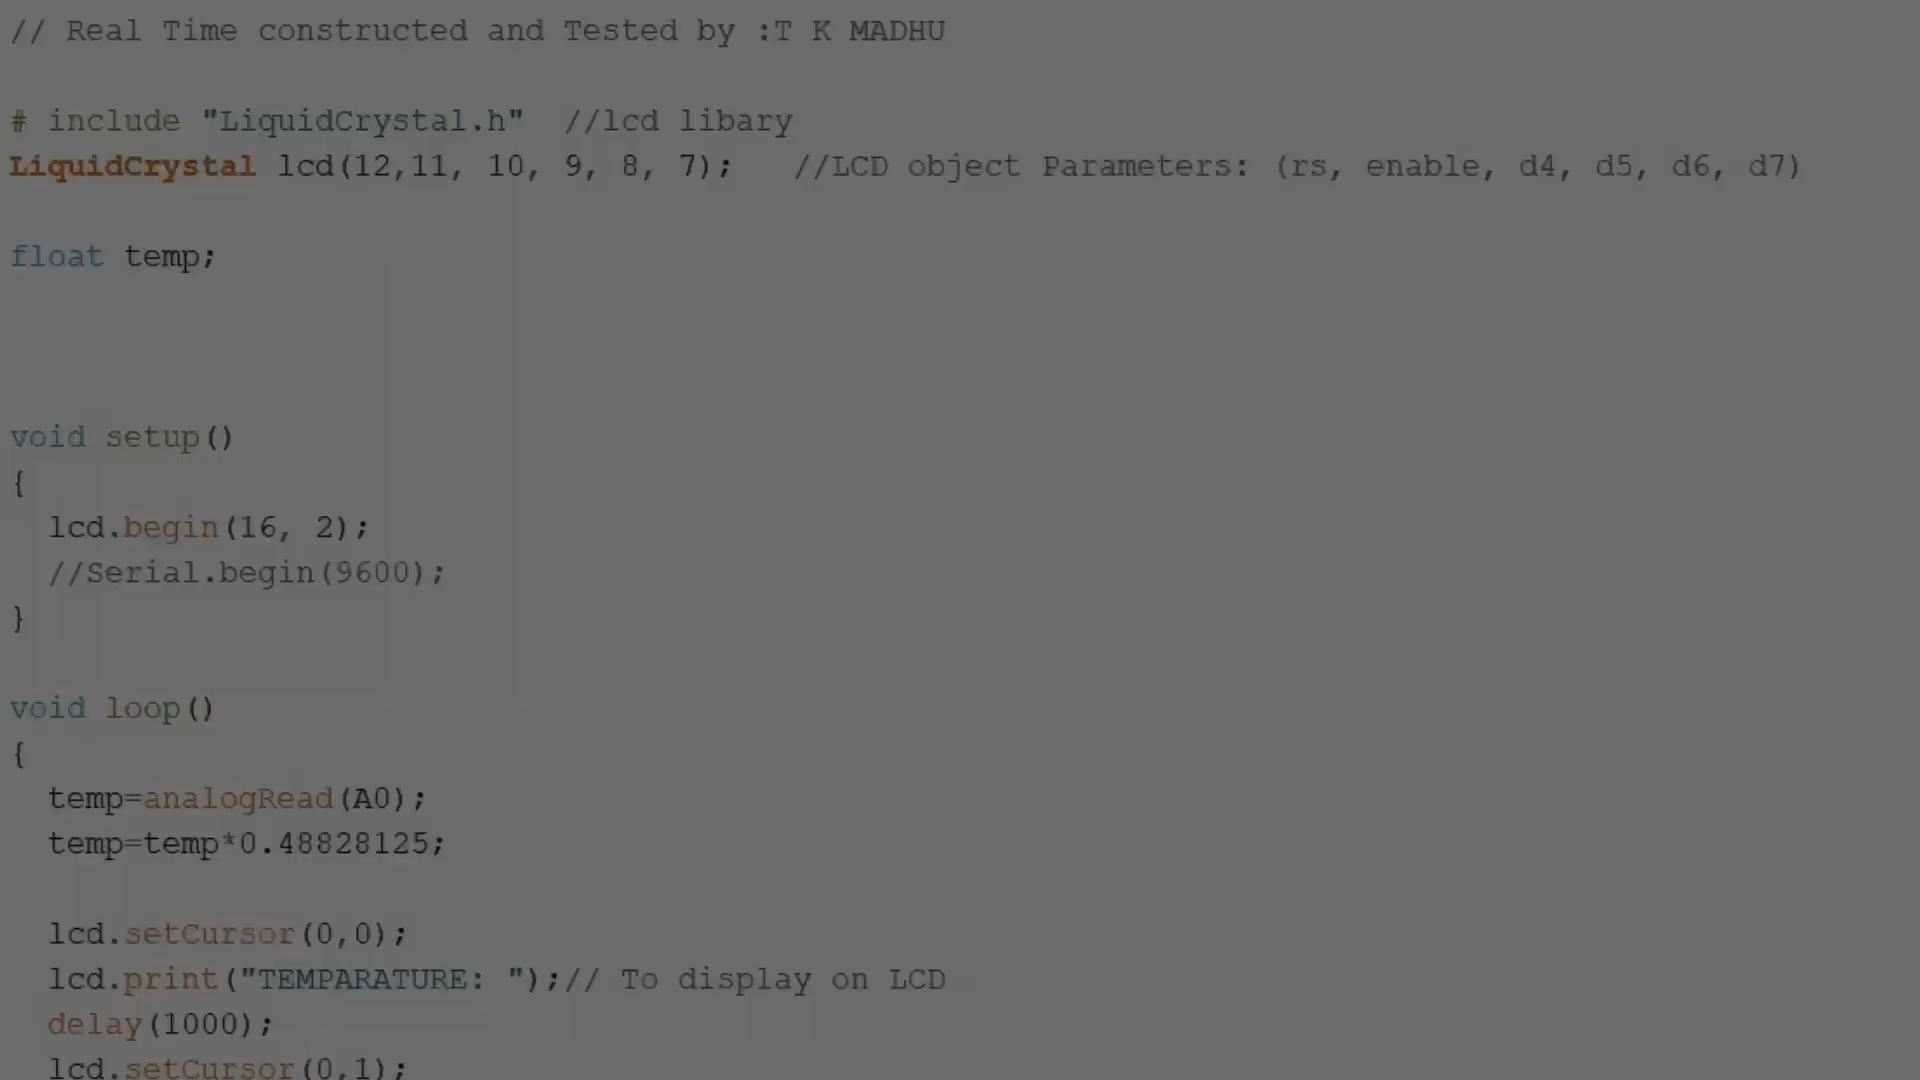 // Real Time constructed and Tested by :T K MADHU
# include "LiquidCrystal.h"  //lcd libary
LiquidCrystal lcd(12,11, 10, 9, 8, 7);   //LCD object Parameters: (rs, enable, d4, d5, d6, d7)
float temp;
void setup()
{
  lcd.begin(16, 2);
  //Serial.begin(9600);
}
void loop()
{
  temp=analogRead(A0);
  temp=temp*0.48828125;
  lcd.setCursor(0,0);
  lcd.print("TEMPARATURE: ");// To display on LCD
  delay(1000);
  lcd.setCursor(0,1);